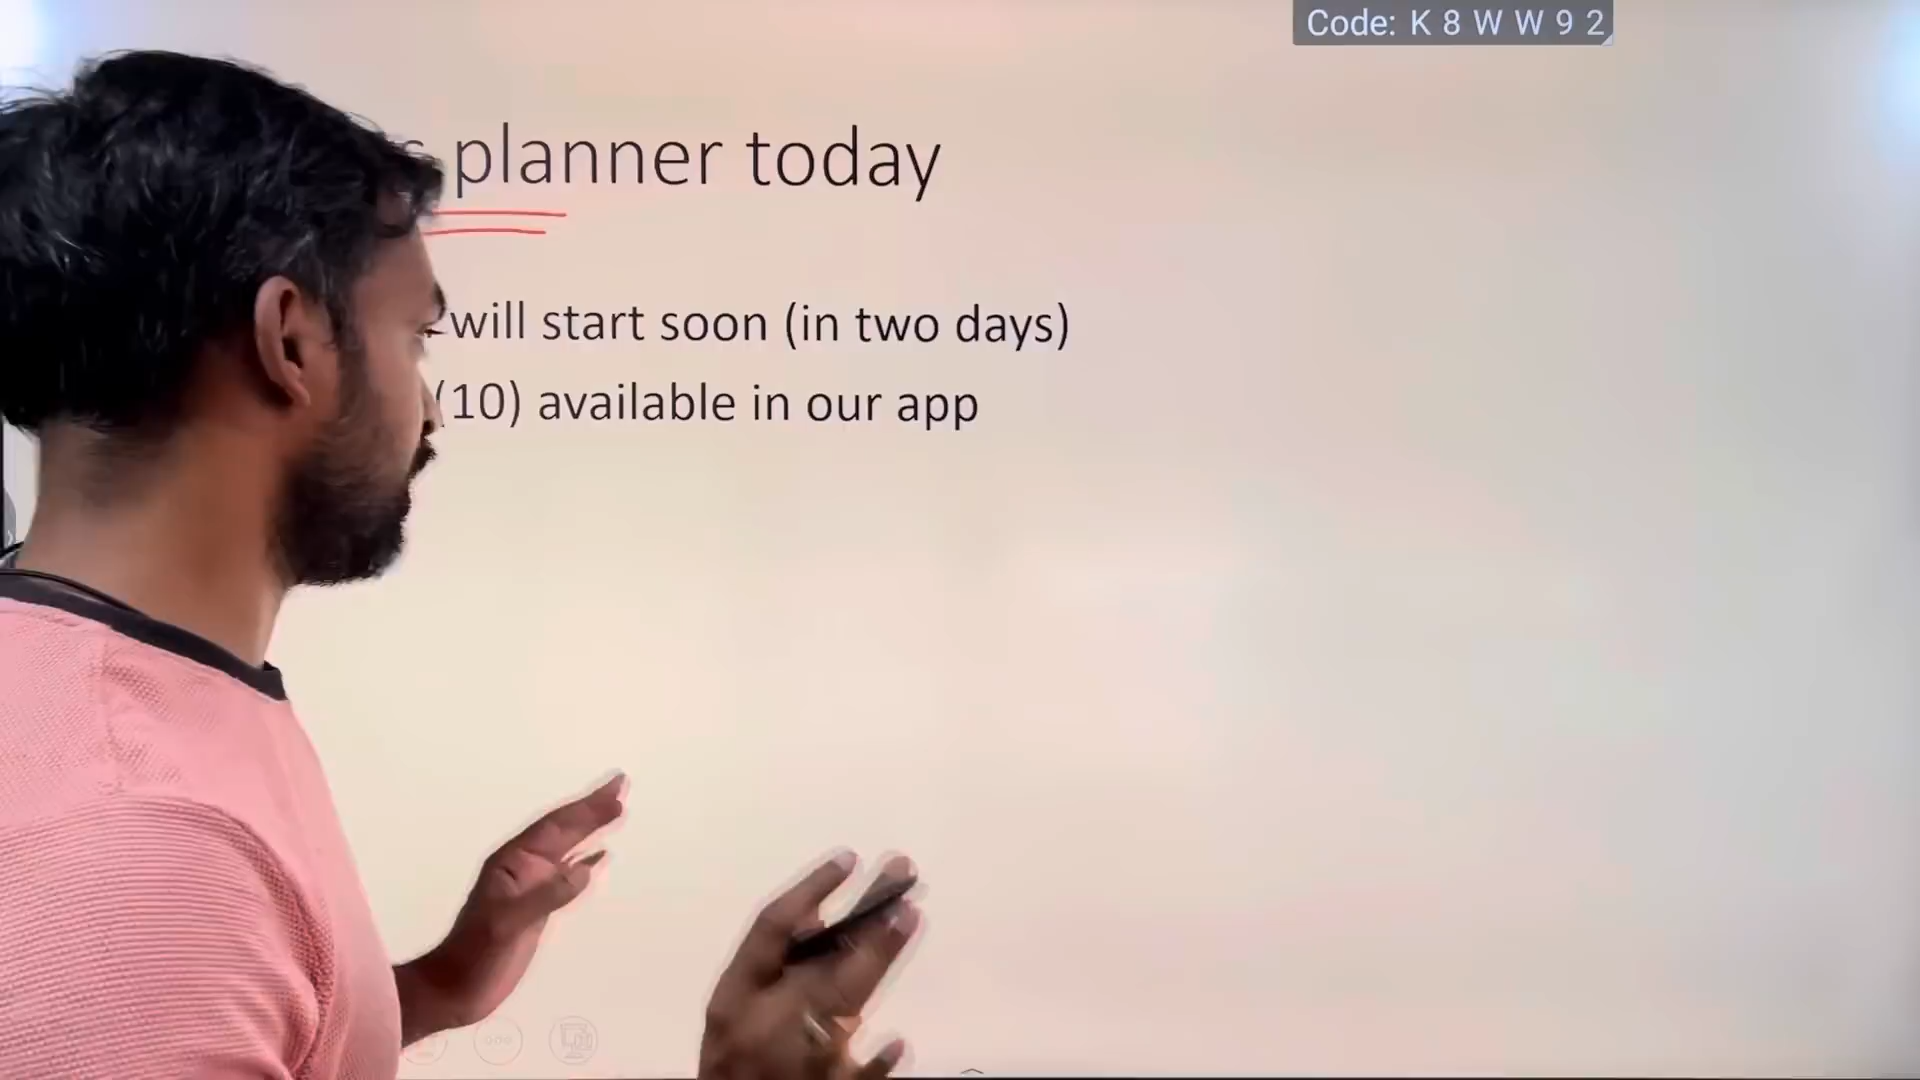 Code: K 8 W W 9 2
planner today
will start soon (in two days)
(10) available in our app